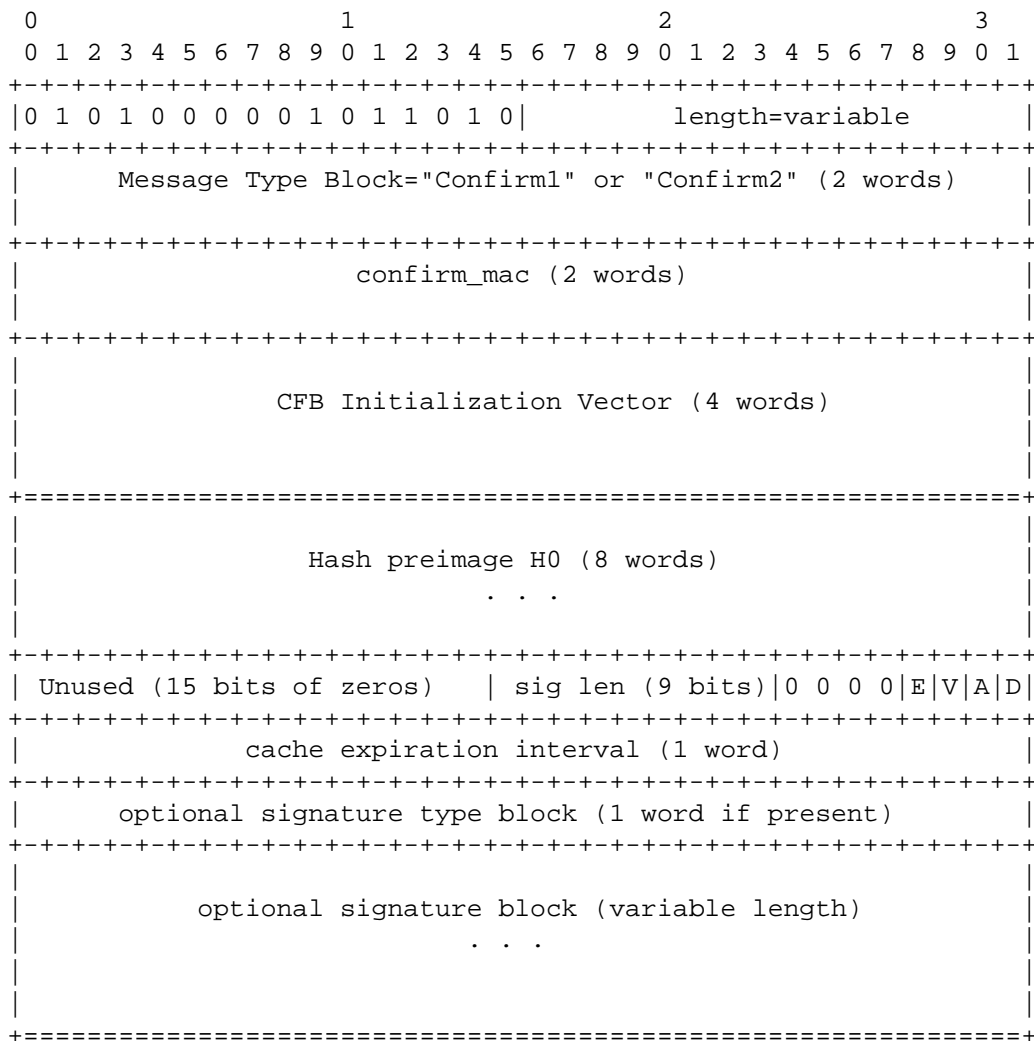 0                   1                   2                   3
0 1 2 3 4 5 6 7 8 9 0 1 2 3 4 5 6 7 8 9 0 1 2 3 4 5 6 7 8 9 0 1
+-+-+-+-+-+-+-+-+-+-+-+-+-+-+-+-+-+-+-+-+-+-+-+-+-+-+-+-+-+-+-+-+
|0 1 0 1 0 0 0 0 0 1 0 1 1 0 1 0|         length=variable       |
+-+-+-+-+-+-+-+-+-+-+-+-+-+-+-+-+-+-+-+-+-+-+-+-+-+-+-+-+-+-+-+-+
|      Message Type Block="Confirm1" or "Confirm2" (2 words)    |
|                                                               |
+-+-+-+-+-+-+-+-+-+-+-+-+-+-+-+-+-+-+-+-+-+-+-+-+-+-+-+-+-+-+-+-+
|                     confirm_mac (2 words)                     |
|                                                               |
+-+-+-+-+-+-+-+-+-+-+-+-+-+-+-+-+-+-+-+-+-+-+-+-+-+-+-+-+-+-+-+-+
|                                                               |
|                CFB Initialization Vector (4 words)            |
|                                                               |
|                                                               |
+===============================================================+
|                                                               |
|                  Hash preimage H0 (8 words)                   |
|                             . . .                             |
|                                                               |
+-+-+-+-+-+-+-+-+-+-+-+-+-+-+-+-+-+-+-+-+-+-+-+-+-+-+-+-+-+-+-+-+
| Unused (15 bits of zeros)   | sig len (9 bits)|0 0 0 0|E|V|A|D|
+-+-+-+-+-+-+-+-+-+-+-+-+-+-+-+-+-+-+-+-+-+-+-+-+-+-+-+-+-+-+-+-+
|              cache expiration interval (1 word)               |
+-+-+-+-+-+-+-+-+-+-+-+-+-+-+-+-+-+-+-+-+-+-+-+-+-+-+-+-+-+-+-+-+
|      optional signature type block (1 word if present)        |
+-+-+-+-+-+-+-+-+-+-+-+-+-+-+-+-+-+-+-+-+-+-+-+-+-+-+-+-+-+-+-+-+
|                                                               |
|           optional signature block (variable length)          |
|                            . . .                              |
|                                                               |
|                                                               |
+===============================================================+